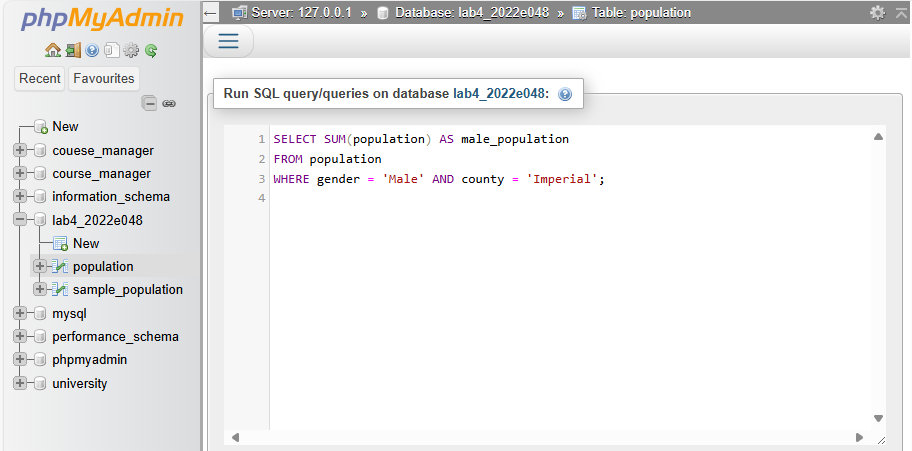 phpMyAdmin
Recent
Favourites
New
couese_manager
course_manager
information_schema
lab4_2022e048
New
population
sample_population
mysql
performance_schema
phpmyadmin
university
Server: 127.0.0.1 » Database: lab4_2022e048 » Table: population
Run SQL query/queries on database lab4_2022e048:
1 SELECT SUM(population) AS male_population
2 FROM population
3 WHERE gender = 'Male' AND county = 'Imperial';
4